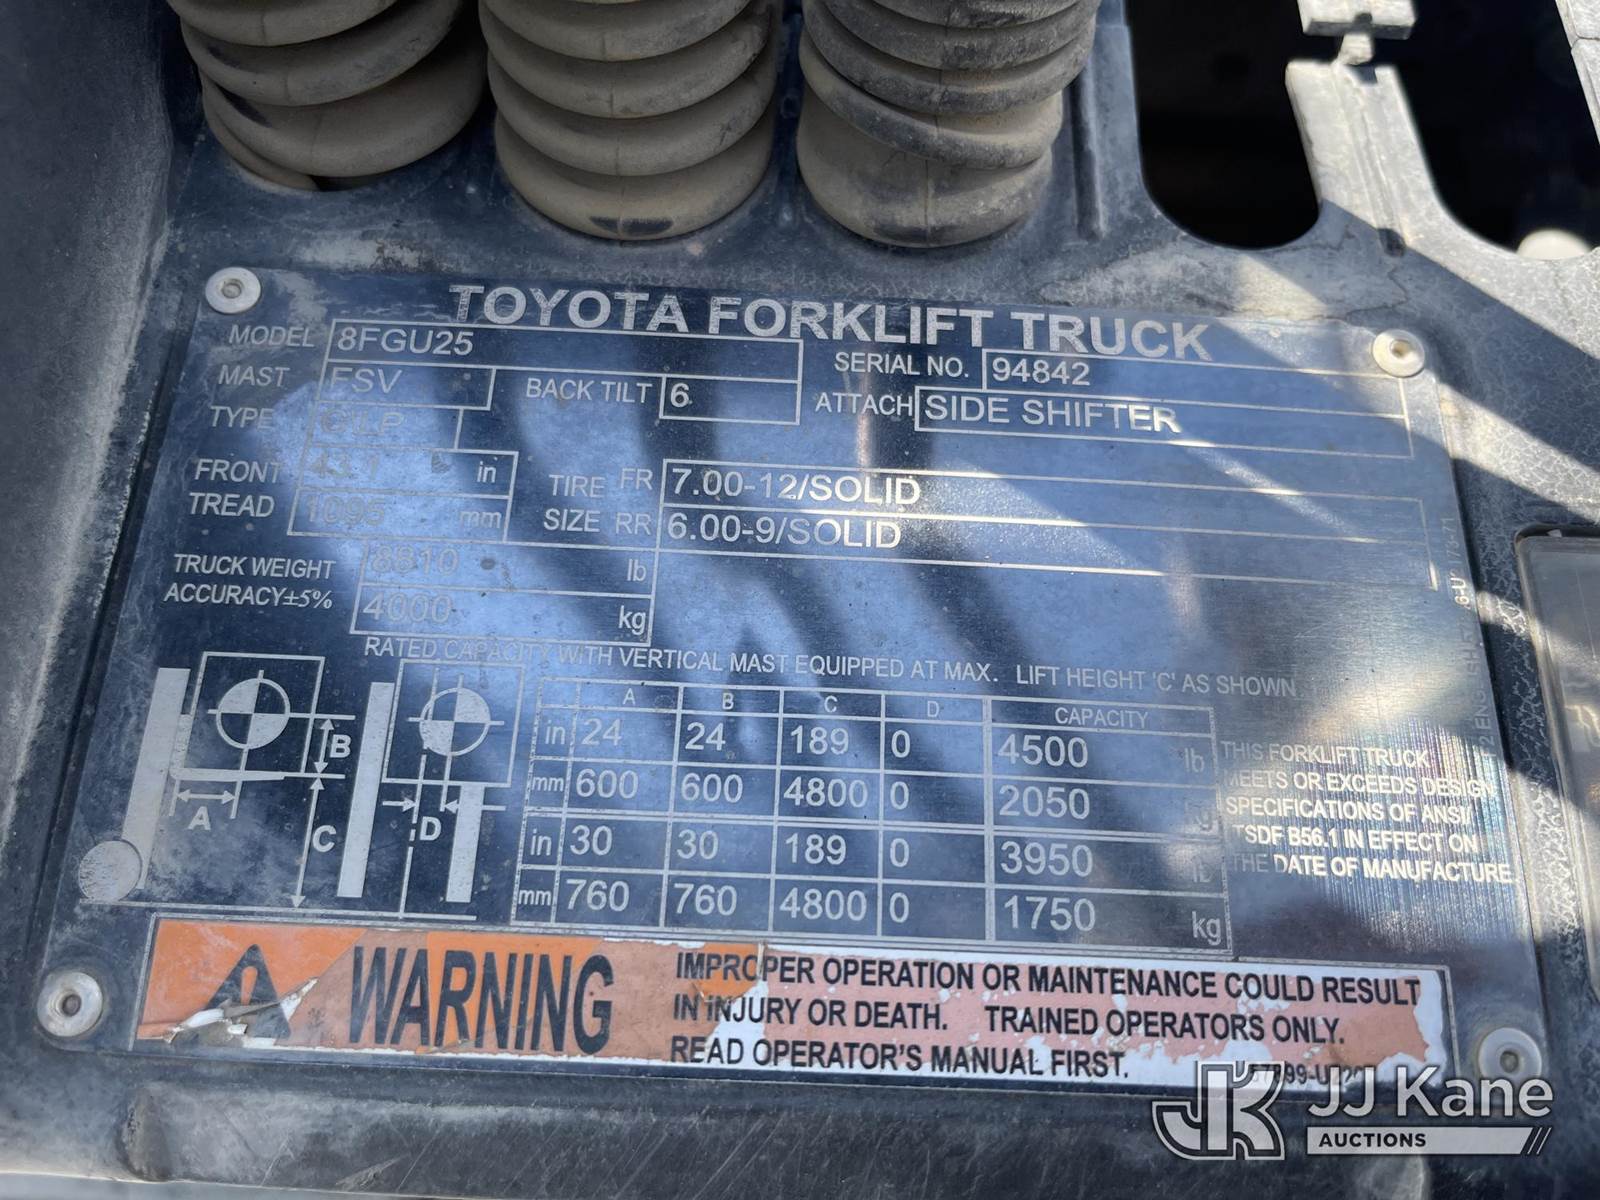 TOYOTA FORKLIFT TRUCK
MODEL 8FGU25 SERIAL NO. 94842
MAST FSV BACK TILT 6 ATTACH SIDE SHIFTER
TYPE G\LP
FRONT 43.1 in TIRE FR 7.00-12/SOLID
TREAD 1095 mm SIZE RR 6.00-9/SOLID
TRUCK WEIGHT 8810 lb
ACCURACY±5% 4000 kg
RATED CAPACITY WITH VERTICAL MAST EQUIPPED AT MAX. LIFT HEIGHT 'C' AS SHOWN
A B C D CAPACITY
in 24 24 189 0 4500 lb
mm 600 600 4800 0 2050 kg
in 30 30 189 0 3950 lb
mm 760 760 4800 0 1750 kg
A B C D
THIS FORKLIFT TRUCK
MEETS OR EXCEEDS DESIGN
SPECIFICATIONS OF ANSI/
ITSDF B56.1 IN EFFECT ON
THE DATE OF MANUFACTURE
WARNING
IMPROPER OPERATION OR MAINTENANCE COULD RESULT
IN INJURY OR DEATH. TRAINED OPERATORS ONLY.
READ OPERATOR'S MANUAL FIRST.
JK JJ Kane
AUCTIONS